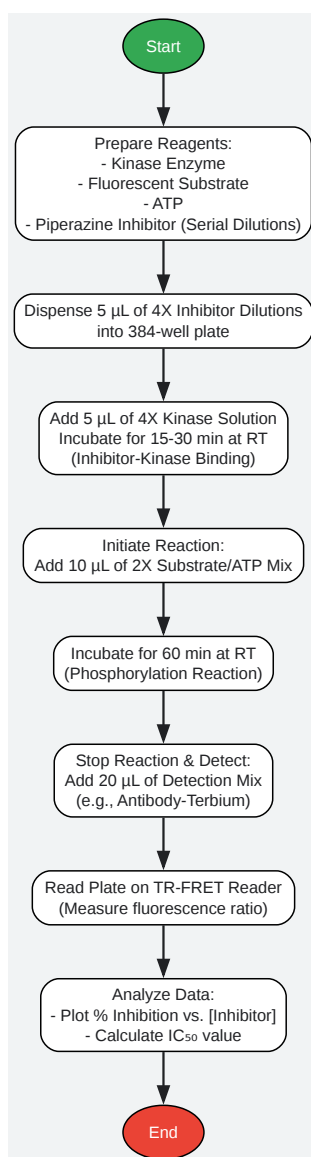 Start
Prepare Reagents:
- Kinase Enzyme
- Fluorescent Substrate
- ATP
- Piperazine Inhibitor (Serial Dilutions)
Dispense 5 µL of 4X Inhibitor Dilutions
into 384-well plate
Add 5 µL of 4X Kinase Solution
Incubate for 15-30 min at RT
(Inhibitor-Kinase Binding)
Initiate Reaction:
Add 10 µL of 2X Substrate/ATP Mix
Incubate for 60 min at RT
(Phosphorylation Reaction)
Stop Reaction & Detect:
Add 20 µL of Detection Mix
(e.g., Antibody-Terbium)
Read Plate on TR-FRET Reader
(Measure fluorescence ratio)
Analyze Data:
- Plot % Inhibition vs. [Inhibitor]
- Calculate IC₅₀ value
End